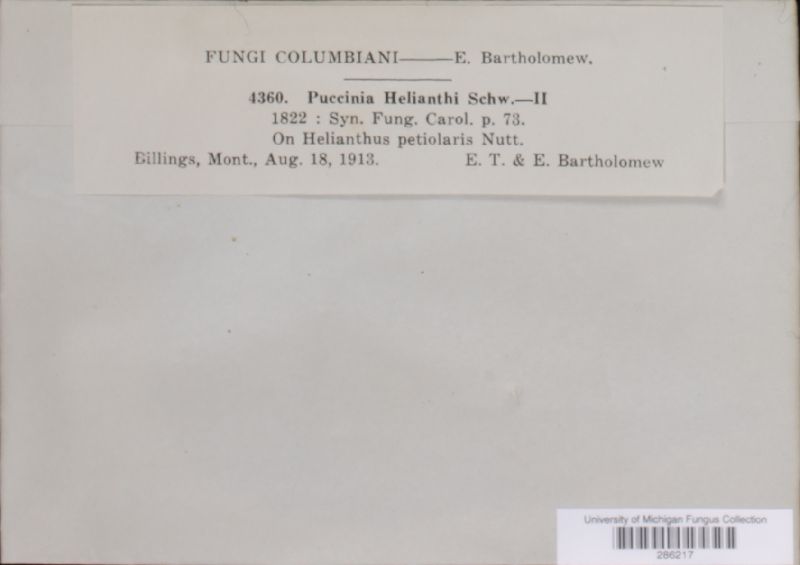 FUNGI COLUMBIANI——E. Bartholomew.
4360. Puccinia Helianthi Schw.—II
1822 : Syn. Fung. Carol. p. 73.
On Helianthus petiolaris Nutt.
Billings, Mont., Aug. 18, 1913. E. T. & E. Bartholomew
University of Michigan Fungus Collection
286217